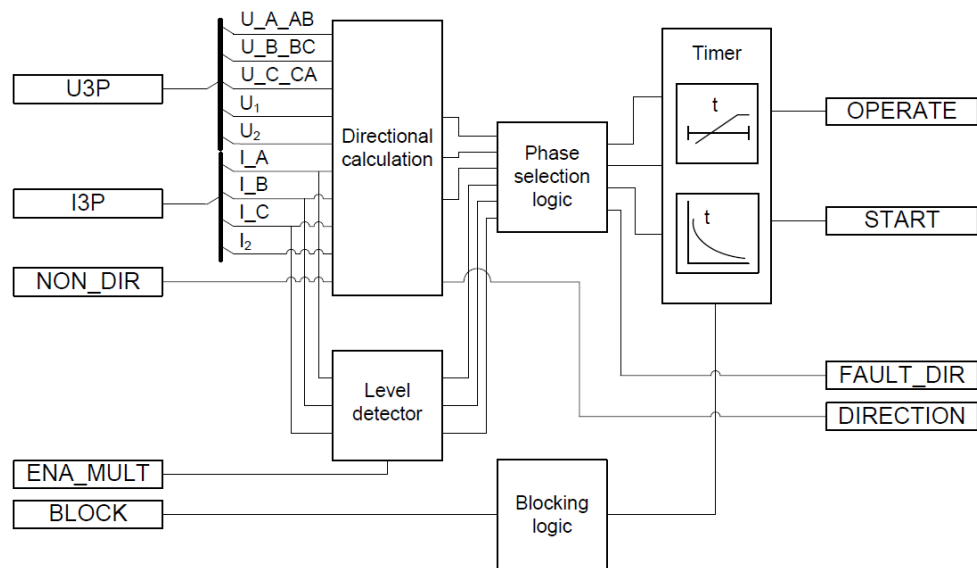 U_A_AB
U_B_BC
U_C_CA
U₁
U₂
I_A
I_B
I_C
I₂
U3P
I3P
NON_DIR
ENA_MULT
BLOCK
Directional
calculation
Level
detector
Phase
selection
logic
Blocking
logic
Timer
t
t
OPERATE
START
FAULT_DIR
DIRECTION